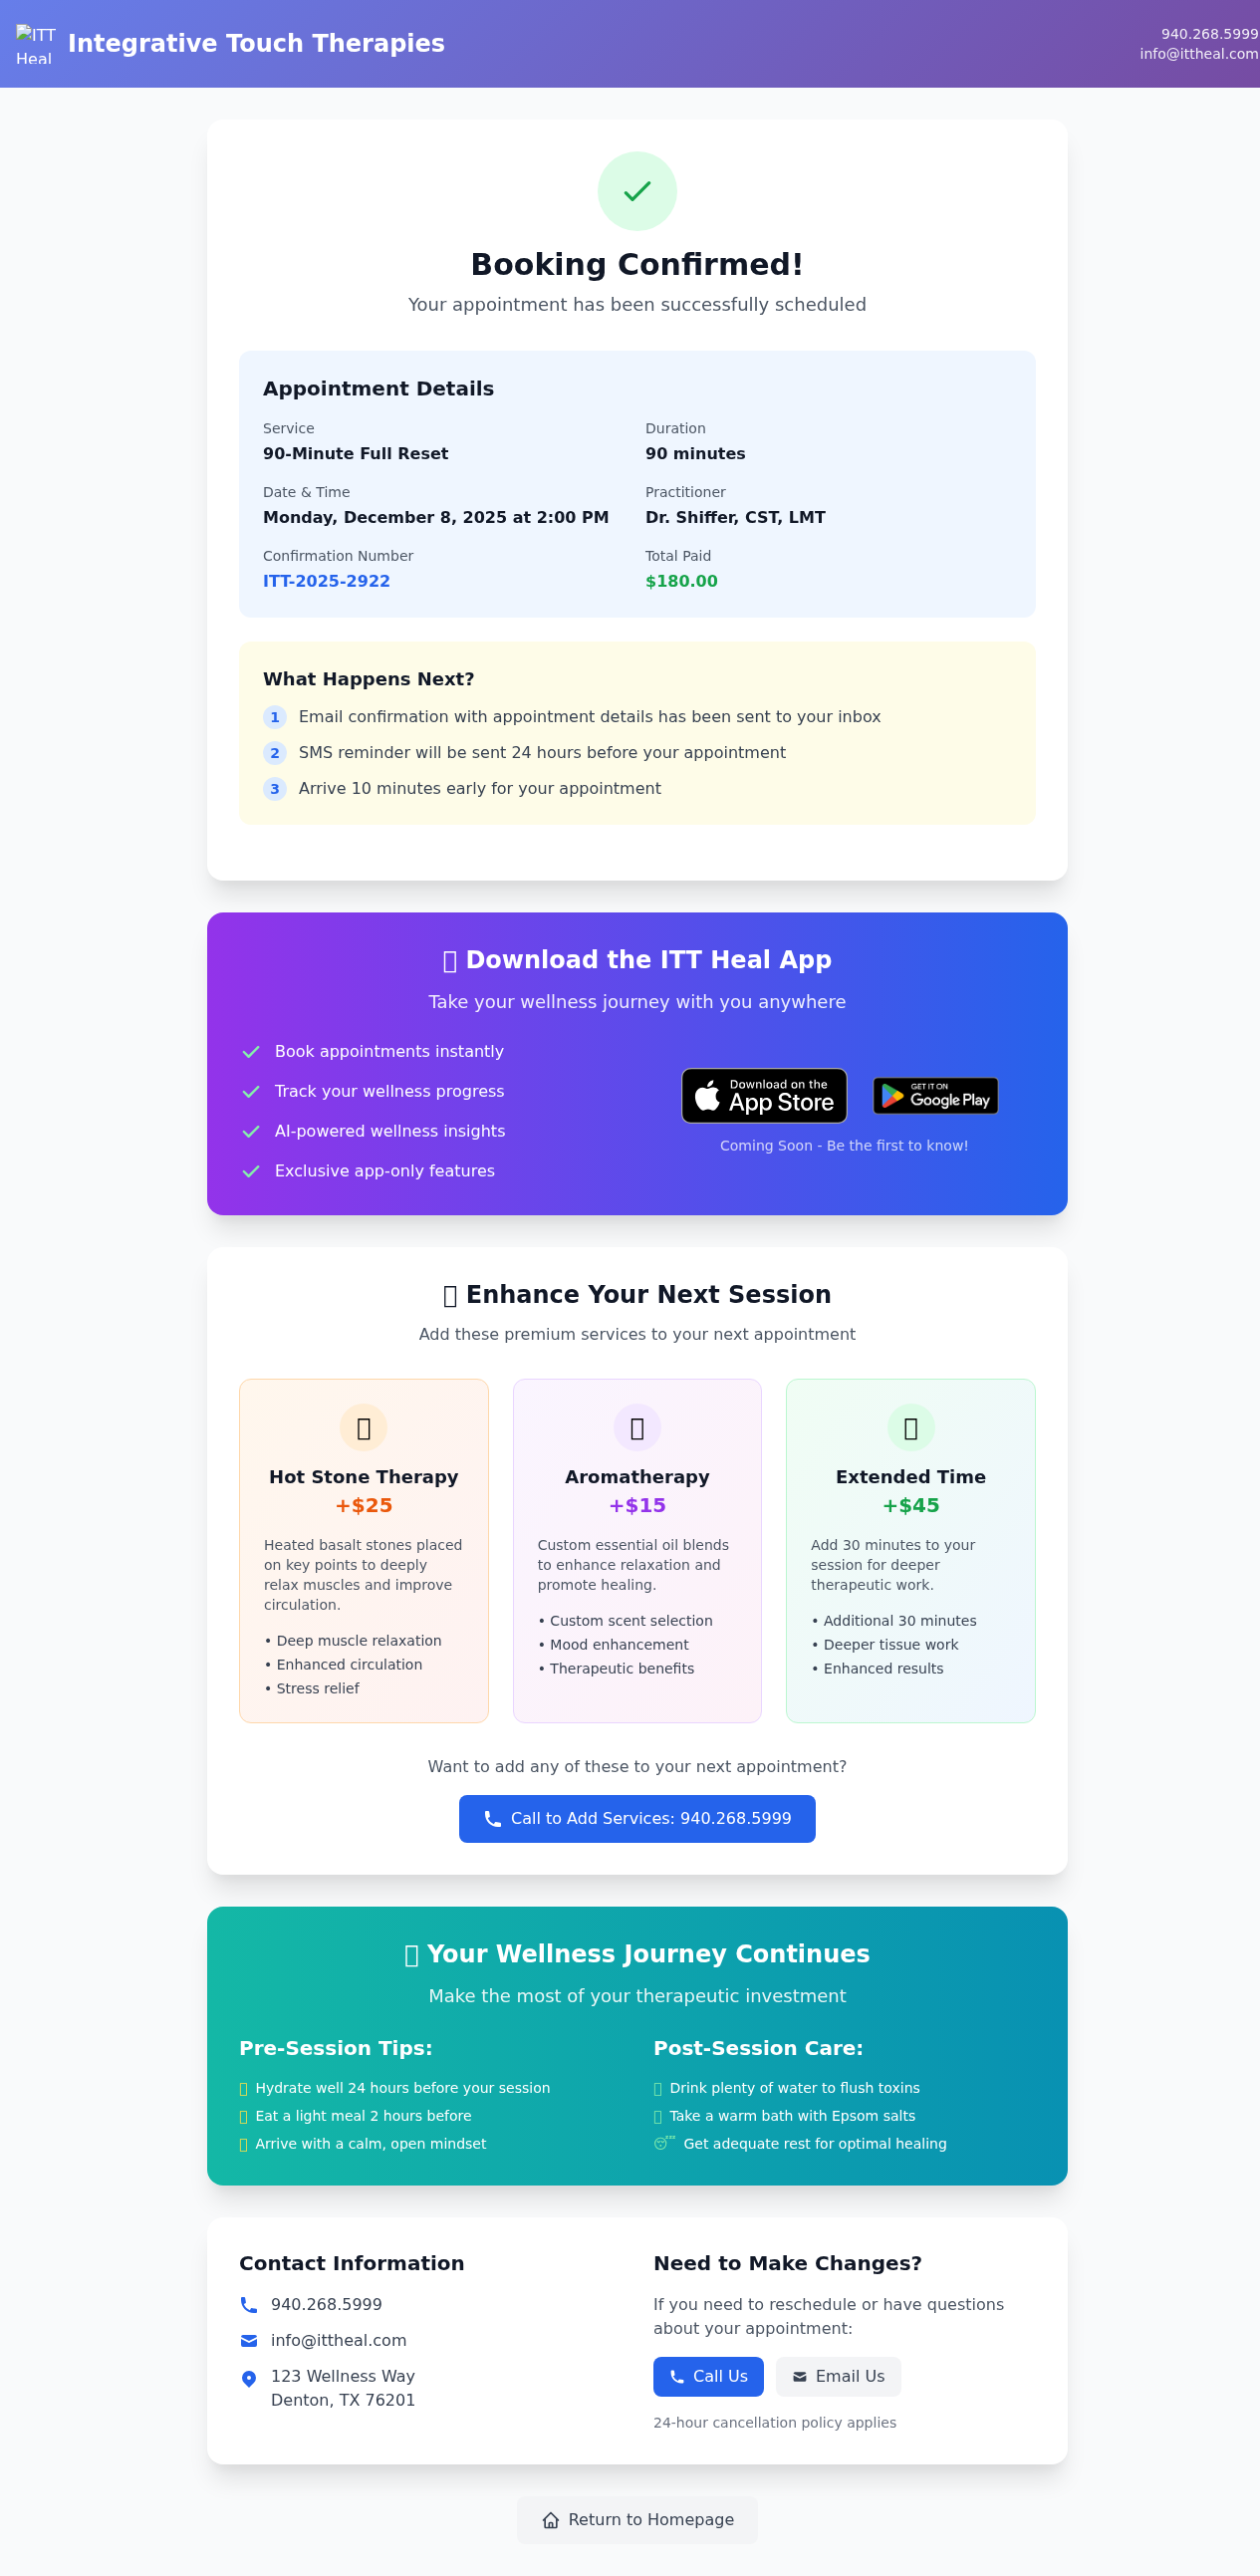 ITT
Heal
Integrative Touch Therapies
940.268.5999
info@ittheal.com
Booking Confirmed!
Your appointment has been successfully scheduled
Appointment Details
Service
90-Minute Full Reset
Duration
90 minutes
Date & Time
Monday, December 8, 2025 at 2:00 PM
Practitioner
Dr. Shiffer, CST, LMT
Confirmation Number
ITT-2025-2922
Total Paid
$180.00
What Happens Next?
1 Email confirmation with appointment details has been sent to your inbox
2 SMS reminder will be sent 24 hours before your appointment
3 Arrive 10 minutes early for your appointment
Download the ITT Heal App
Take your wellness journey with you anywhere
Book appointments instantly
Track your wellness progress
AI-powered wellness insights
Exclusive app-only features
Download on the
App Store
GET IT ON
Google Play
Coming Soon - Be the first to know!
Enhance Your Next Session
Add these premium services to your next appointment
Hot Stone Therapy
+$25
Heated basalt stones placed
on key points to deeply
relax muscles and improve
circulation.
• Deep muscle relaxation
• Enhanced circulation
• Stress relief
Aromatherapy
+$15
Custom essential oil blends
to enhance relaxation and
promote healing.
• Custom scent selection
• Mood enhancement
• Therapeutic benefits
Extended Time
+$45
Add 30 minutes to your
session for deeper
therapeutic work.
• Additional 30 minutes
• Deeper tissue work
• Enhanced results
Want to add any of these to your next appointment?
Call to Add Services: 940.268.5999
Your Wellness Journey Continues
Make the most of your therapeutic investment
Pre-Session Tips:
Hydrate well 24 hours before your session
Eat a light meal 2 hours before
Arrive with a calm, open mindset
Post-Session Care:
Drink plenty of water to flush toxins
Take a warm bath with Epsom salts
😴 Get adequate rest for optimal healing
Contact Information
940.268.5999
info@ittheal.com
123 Wellness Way
Denton, TX 76201
Need to Make Changes?
If you need to reschedule or have questions
about your appointment:
Call Us
Email Us
24-hour cancellation policy applies
Return to Homepage